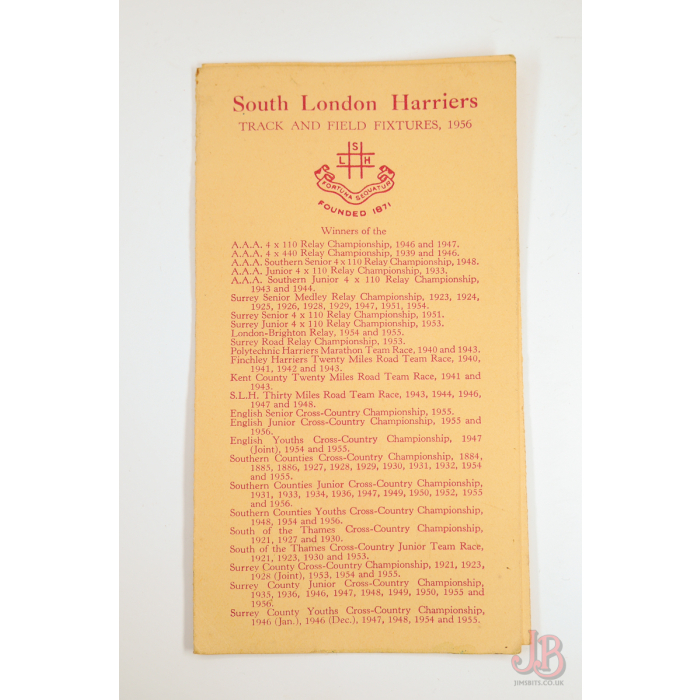 South London Harriers
TRACK AND FIELD FIXTURES, 1956
S
L H
FORTUNA SEQUATUR
FOUNDED 1871
Winners of the
A.A.A. 4 x 110 Relay Championship, 1946 and 1947.
A.A.A. 4 x 440 Relay Championship, 1939 and 1946.
A.A.A. Southern Senior 4 x 110 Relay Championship, 1948.
A.A.A. Junior 4 x 110 Relay Championship, 1933.
A.A.A. Southern Junior 4 x 110 Relay Championship,
1943 and 1944.
Surrey Senior Medley Relay Championship, 1923, 1924,
1925, 1926, 1928, 1929, 1947, 1951, 1954.
Surrey Senior 4 x 110 Relay Championship, 1951.
Surrey Junior 4 x 110 Relay Championship, 1953.
London-Brighton Relay, 1954 and 1955.
Surrey Road Relay Championship, 1953.
Polytechnic Harriers Marathon Team Race, 1940 and 1943.
Finchley Harriers Twenty Miles Road Team Race, 1940,
1941, 1942 and 1943.
Kent County Twenty Miles Road Team Race, 1941 and
1943.
S.L.H. Thirty Miles Road Team Race, 1943, 1944, 1946,
1947 and 1948.
English Senior Cross-Country Championship, 1955.
English Junior Cross-Country Championship, 1955 and
1956.
English Youths Cross-Country Championship, 1947
(Joint), 1954 and 1955.
Southern Counties Cross-Country Championship, 1884,
1885, 1886, 1927, 1928, 1929, 1930, 1931, 1932, 1954
and 1955.
Southern Counties Junior Cross-Country Championship,
1931, 1933, 1934, 1936, 1947, 1949, 1950, 1952, 1955
and 1956.
Southern Counties Youths Cross-Country Championship,
1948, 1954 and 1956.
South of the Thames Cross-Country Championship,
1921, 1927 and 1930.
South of the Thames Cross-Country Junior Team Race,
1921, 1923, 1930 and 1953.
Surrey County Cross-Country Championship, 1921, 1923,
1928 (Joint), 1953, 1954 and 1955.
Surrey County Junior Cross-Country Championship,
1935, 1936, 1946, 1947, 1948, 1949, 1950, 1955 and
1956.
Surrey County Youths Cross-Country Championship,
1946 (Jan.), 1946 (Dec.), 1947, 1948, 1954 and 1955.
JB
JIMSBITS.CO.UK